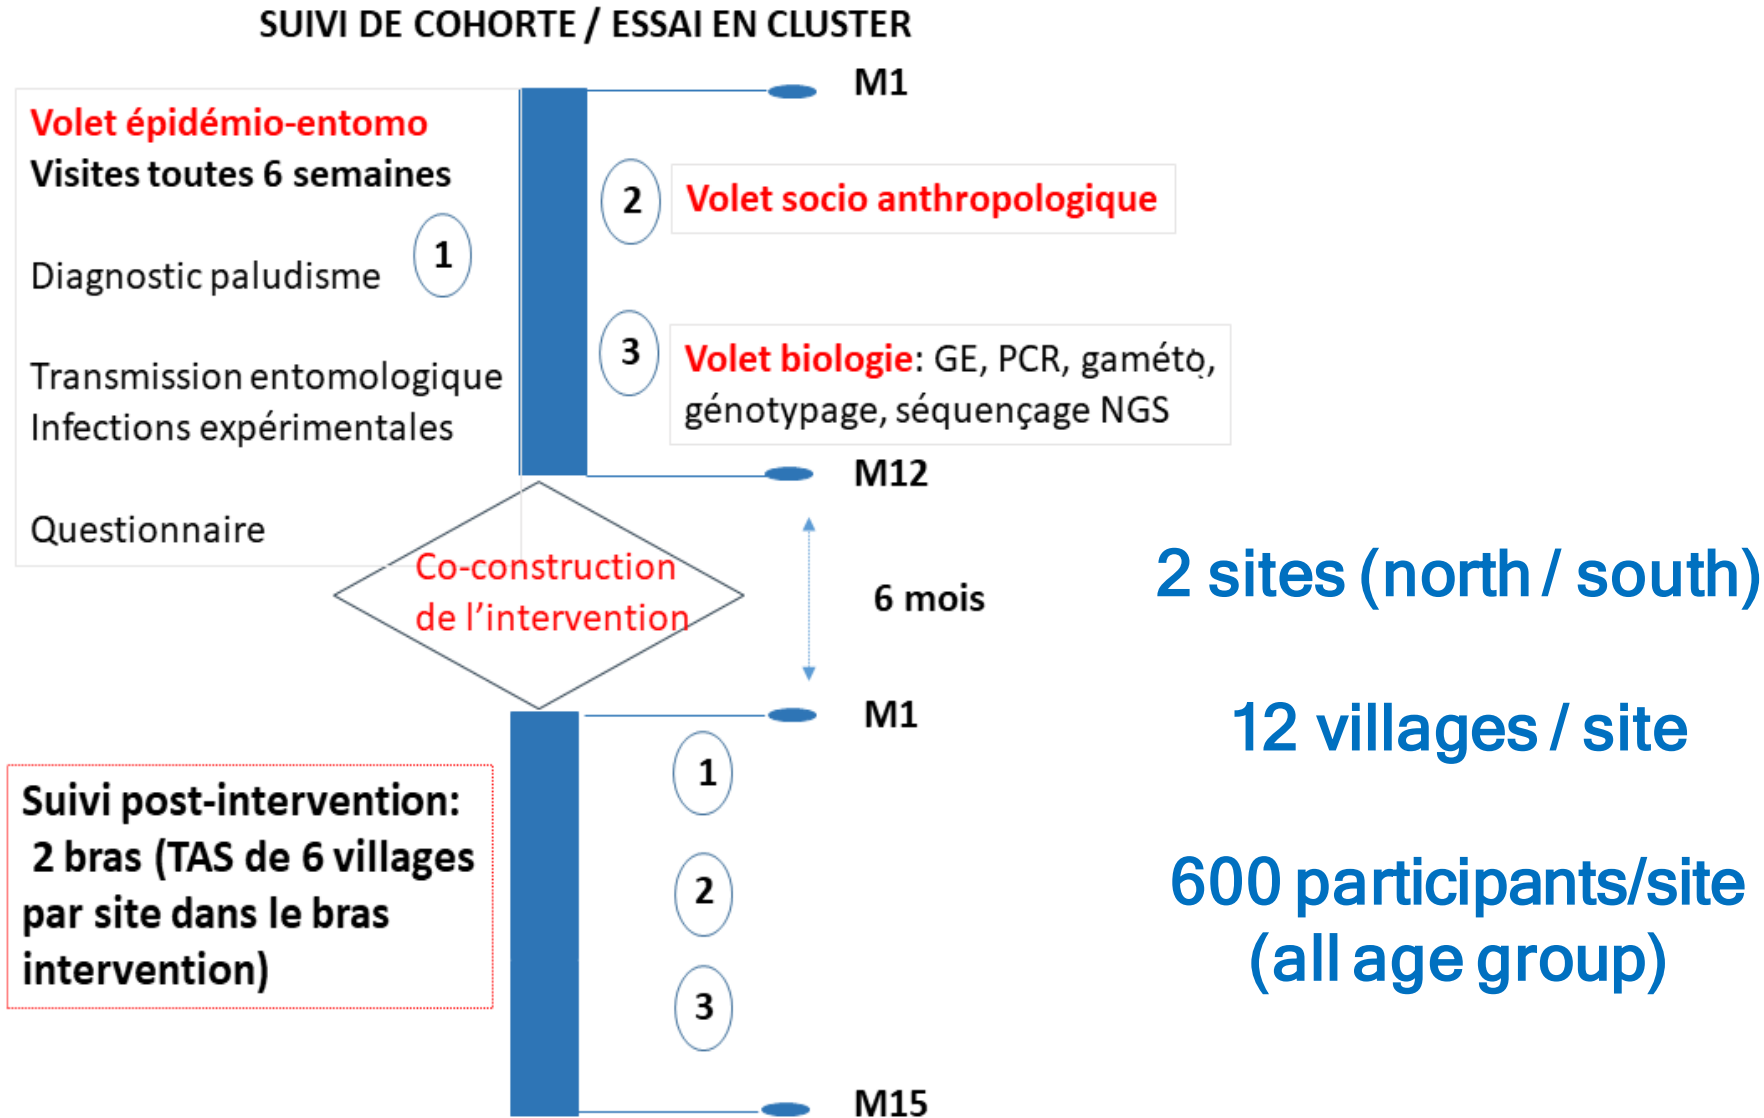 SUIVI DE COHORTE / ESSAI EN CLUSTER
M1
Volet épidémio-entomo
Visites toutes 6 semaines
1
Diagnostic paludisme
Transmission entomologique
Infections expérimentales
Questionnaire
2
Volet socio anthropologique
3
Volet biologie: GE, PCR, gaméto,
génotypage, séquençage NGS
M12
Co-construction
de l'intervention
6 mois
M1
Suivi post-intervention:
2 bras (TAS de 6 villages
par site dans le bras
intervention)
1
2
3
M15
2 sites (north / south)
12 villages / site
600 participants/site
(all age group)